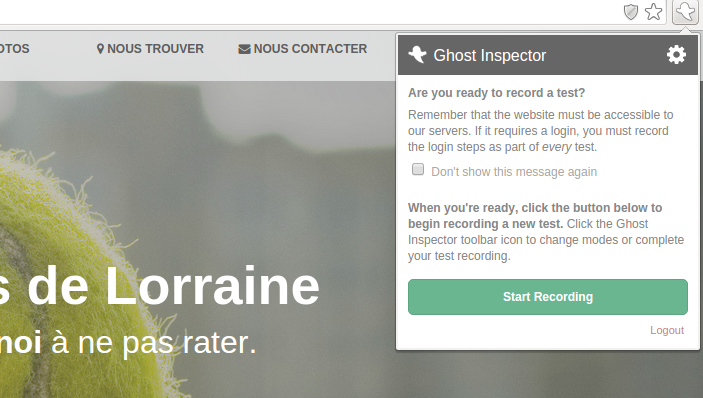 NOUS TROUVER
NOUS CONTACTER
Ghost Inspector
Are you ready to record a test?
Remember that the website must be accessible to
our servers. If it requires a login, you must record
the login steps as part of every test.
Don't show this message again
When you're ready, click the button below to
begin recording a new test. Click the Ghost
Inspector toolbar icon to change modes or complete
your test recording.
Start Recording
Logout
de Lorraine
à ne pas rater.